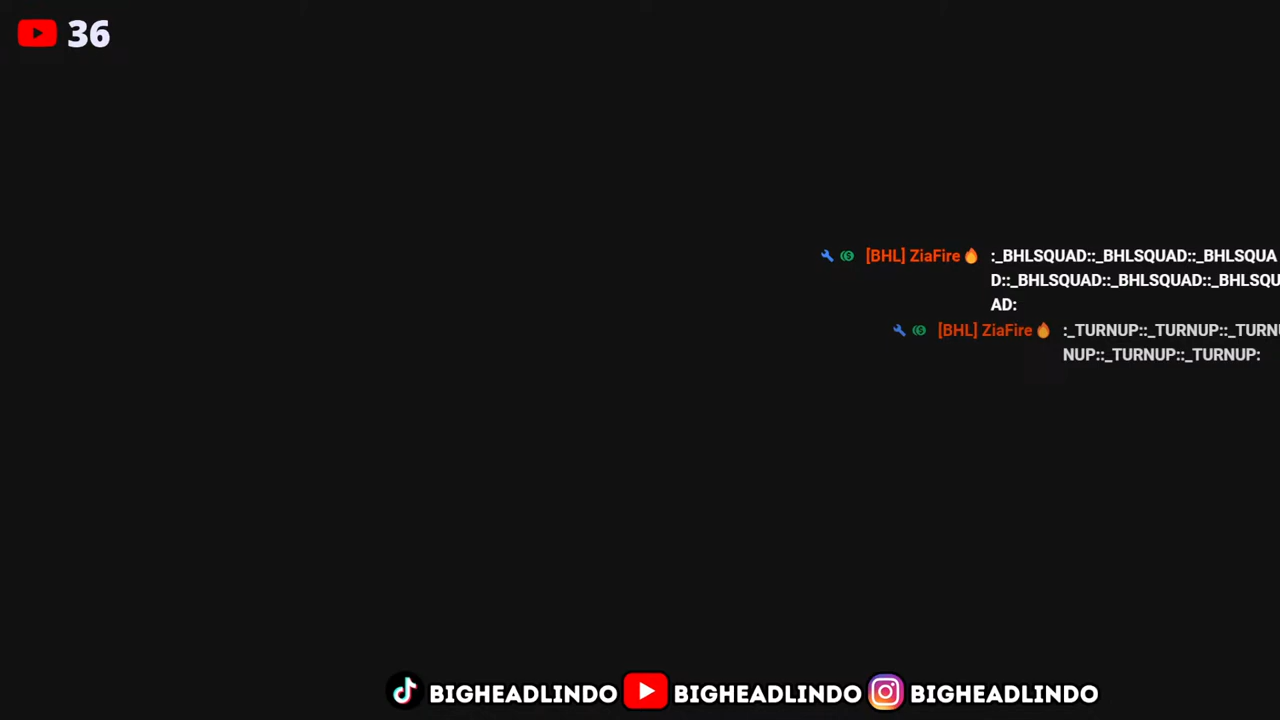 36
[BHL] ZiaFire🔥 :_BHLSQUAD::_BHLSQUAD::_BHLSQUA
D::_BHLSQUAD::_BHLSQUAD::_BHLSQU
AD:
[BHL] ZiaFire🔥 :_TURNUP::_TURNUP::_TURN
NUP::_TURNUP::_TURNUP:
BIGHEADLINDO BIGHEADLINDO BIGHEADLINDO